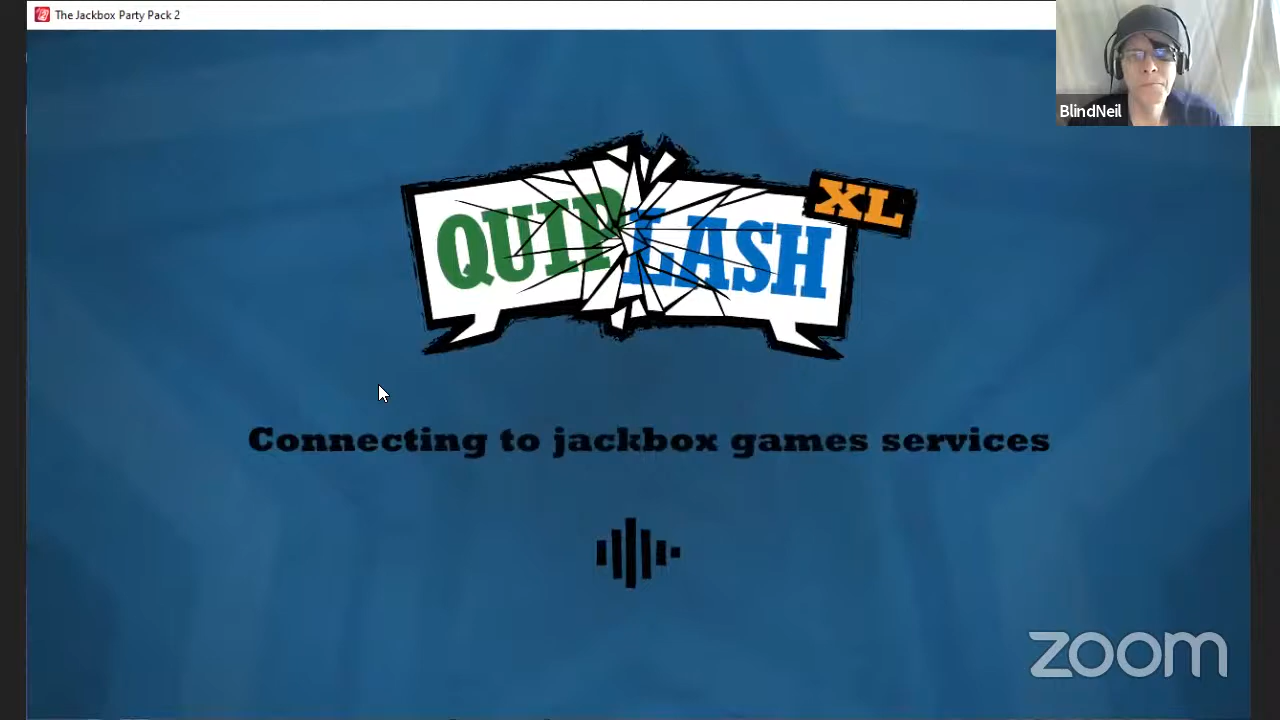 The Jackbox Party Pack 2
BlindNeil
QUIPLASH
XL
Connecting to jackbox games services
zoom